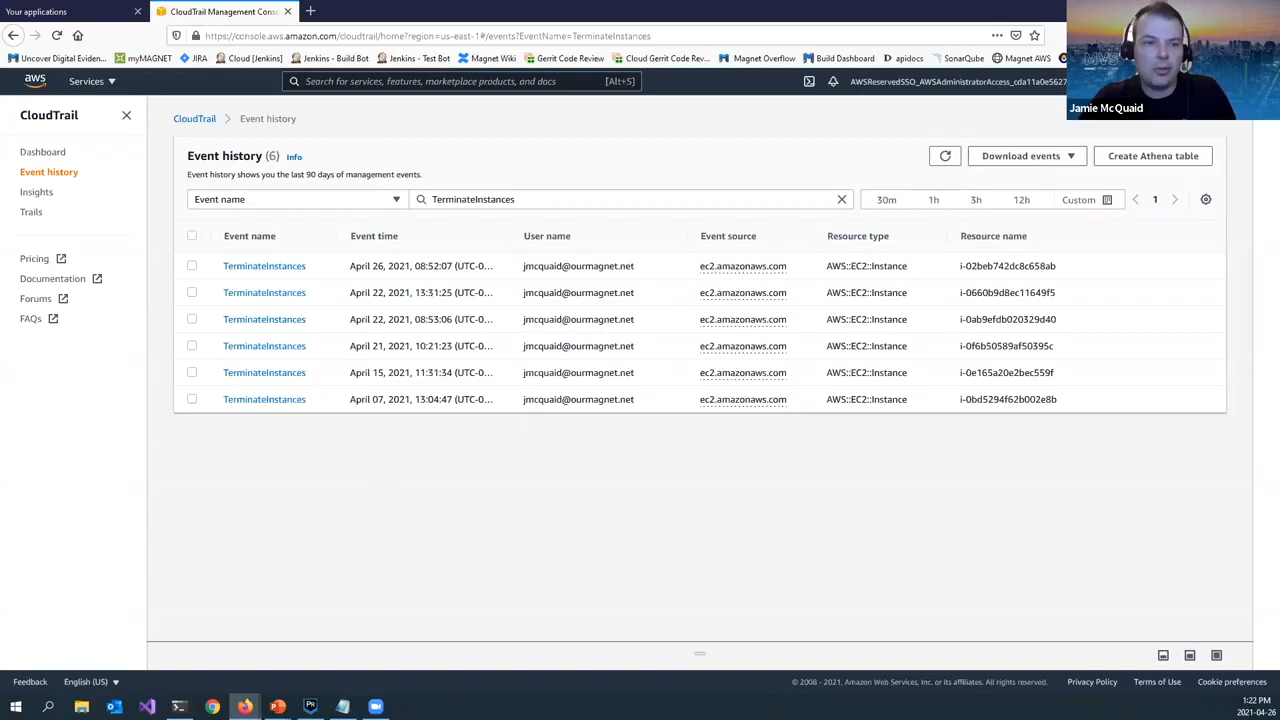 Your applications
CloudTrail Management Conso
https://console.aws.amazon.com/cloudtrail/home?region=us-east-1#/events?EventName=TerminateInstances
Uncover Digital Eviden...
myMAGNET
JIRA
Cloud [Jenkins]
Jenkins - Build Bot
Jenkins - Test Bot
Magnet Wiki
Gerrit Code Review
Cloud Gerrit Code Rev...
Magnet Overflow
Build Dashboard
apidocs
SonarQube
Magnet AWS
aws
Services
Search for services, features, marketplace products, and docs
[Alt+S]
AWSReservedSSO_AWSAdministratorAccess_cda11a0e5627
MVS
Jamie McQuaid
CloudTrail
Dashboard
Event history
Insights
Trails
Pricing
Documentation
Forums
FAQs
CloudTrail > Event history
Event history (6) Info
Event history shows you the last 90 days of management events.
Download events
Create Athena table
Event name
TerminateInstances
30m 1h 3h 12h Custom
1
Event name Event time User name Event source Resource type Resource name
TerminateInstances April 26, 2021, 08:52:07 (UTC-0... jmcquaid@ourmagnet.net ec2.amazonaws.com AWS::EC2::Instance i-02beb742dc8c658ab
TerminateInstances April 22, 2021, 13:31:25 (UTC-0... jmcquaid@ourmagnet.net ec2.amazonaws.com AWS::EC2::Instance i-0660b9d8ec11649f5
TerminateInstances April 22, 2021, 08:53:06 (UTC-0... jmcquaid@ourmagnet.net ec2.amazonaws.com AWS::EC2::Instance i-0ab9efdb020329d40
TerminateInstances April 21, 2021, 10:21:23 (UTC-0... jmcquaid@ourmagnet.net ec2.amazonaws.com AWS::EC2::Instance i-0f6b50589af50395c
TerminateInstances April 15, 2021, 11:31:34 (UTC-0... jmcquaid@ourmagnet.net ec2.amazonaws.com AWS::EC2::Instance i-0e165a20e2bec559f
TerminateInstances April 07, 2021, 13:04:47 (UTC-0... jmcquaid@ourmagnet.net ec2.amazonaws.com AWS::EC2::Instance i-0bd5294f62b002e8b
Feedback
English (US)
© 2008 - 2021, Amazon Web Services, Inc. or its affiliates. All rights reserved.
Privacy Policy
Terms of Use
Cookie preferences
Pr
1:22 PM
2021-04-26